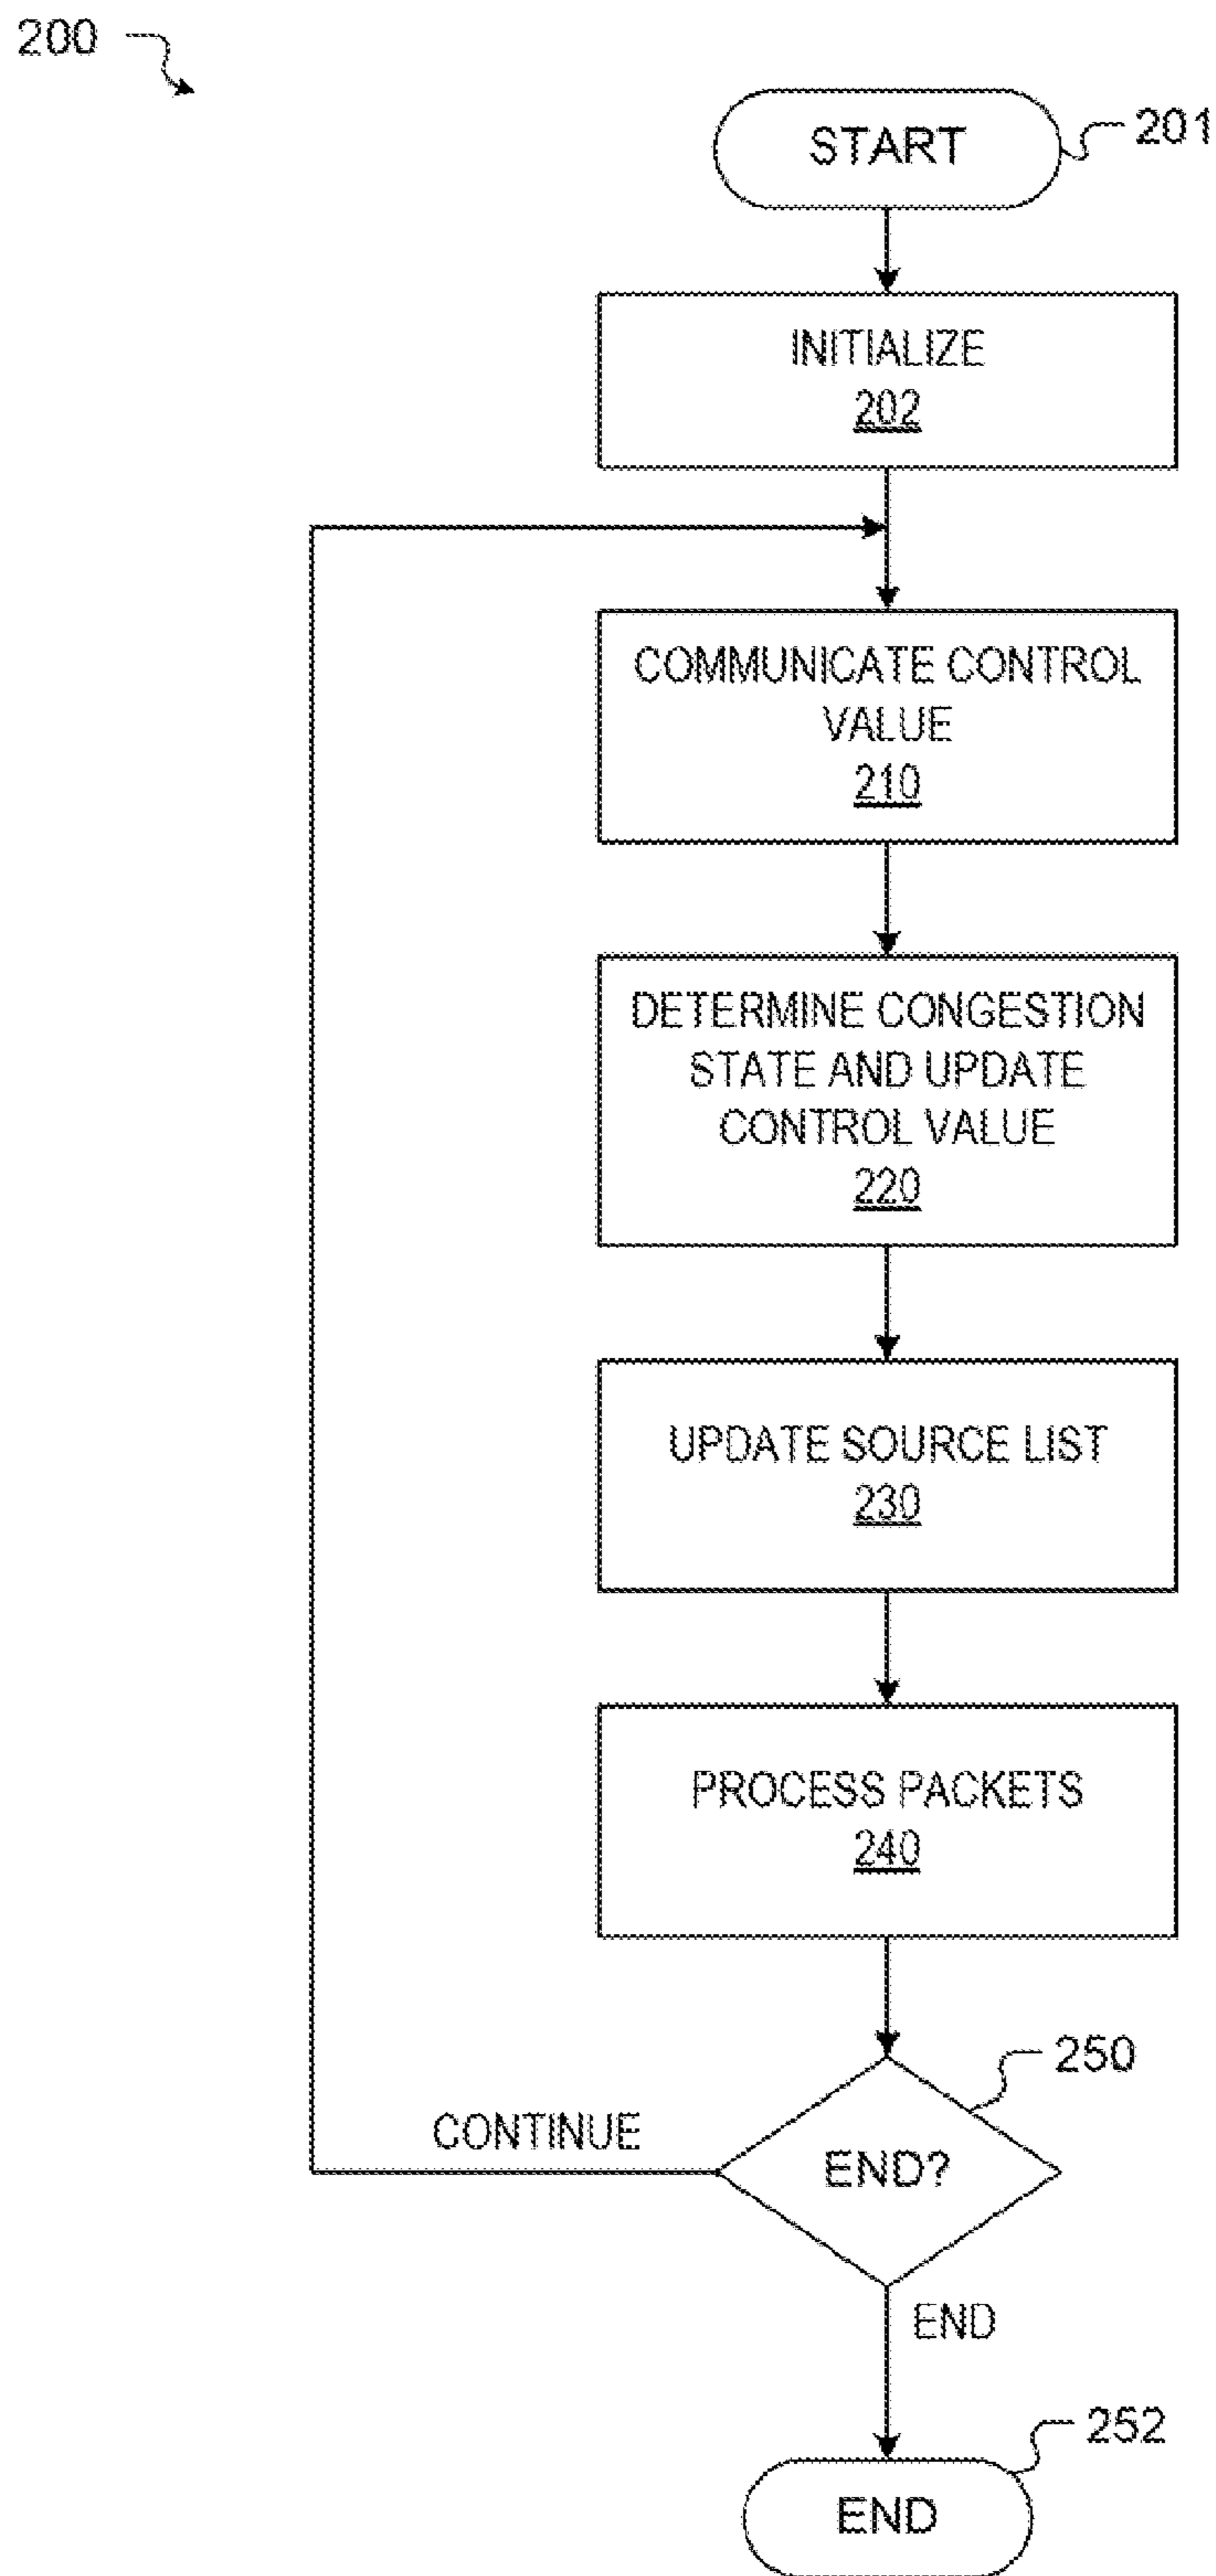 200
START
201
INITIALIZE
202
COMMUNICATE CONTROL
VALUE
210
DETERMINE CONGESTION
STATE AND UPDATE
CONTROL VALUE
220
UPDATE SOURCE LIST
230
PROCESS PACKETS
240
250
CONTINUE
END?
END
252
END